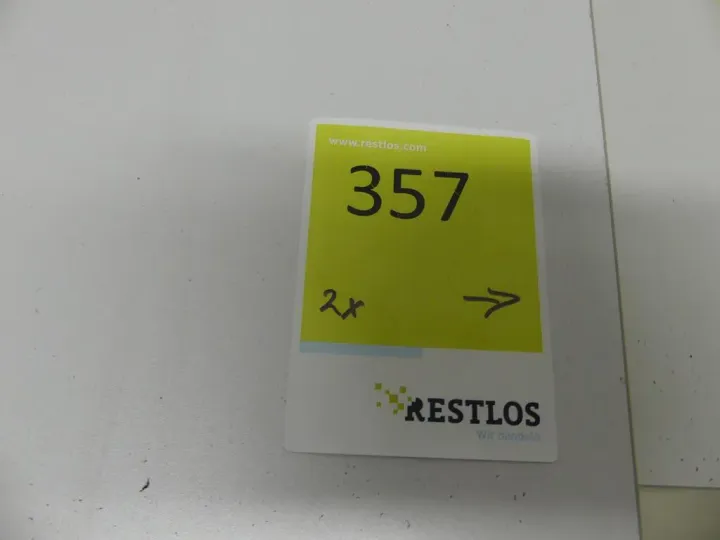 www.restlos.com
357
2x →
RESTLOS
Wir handeln